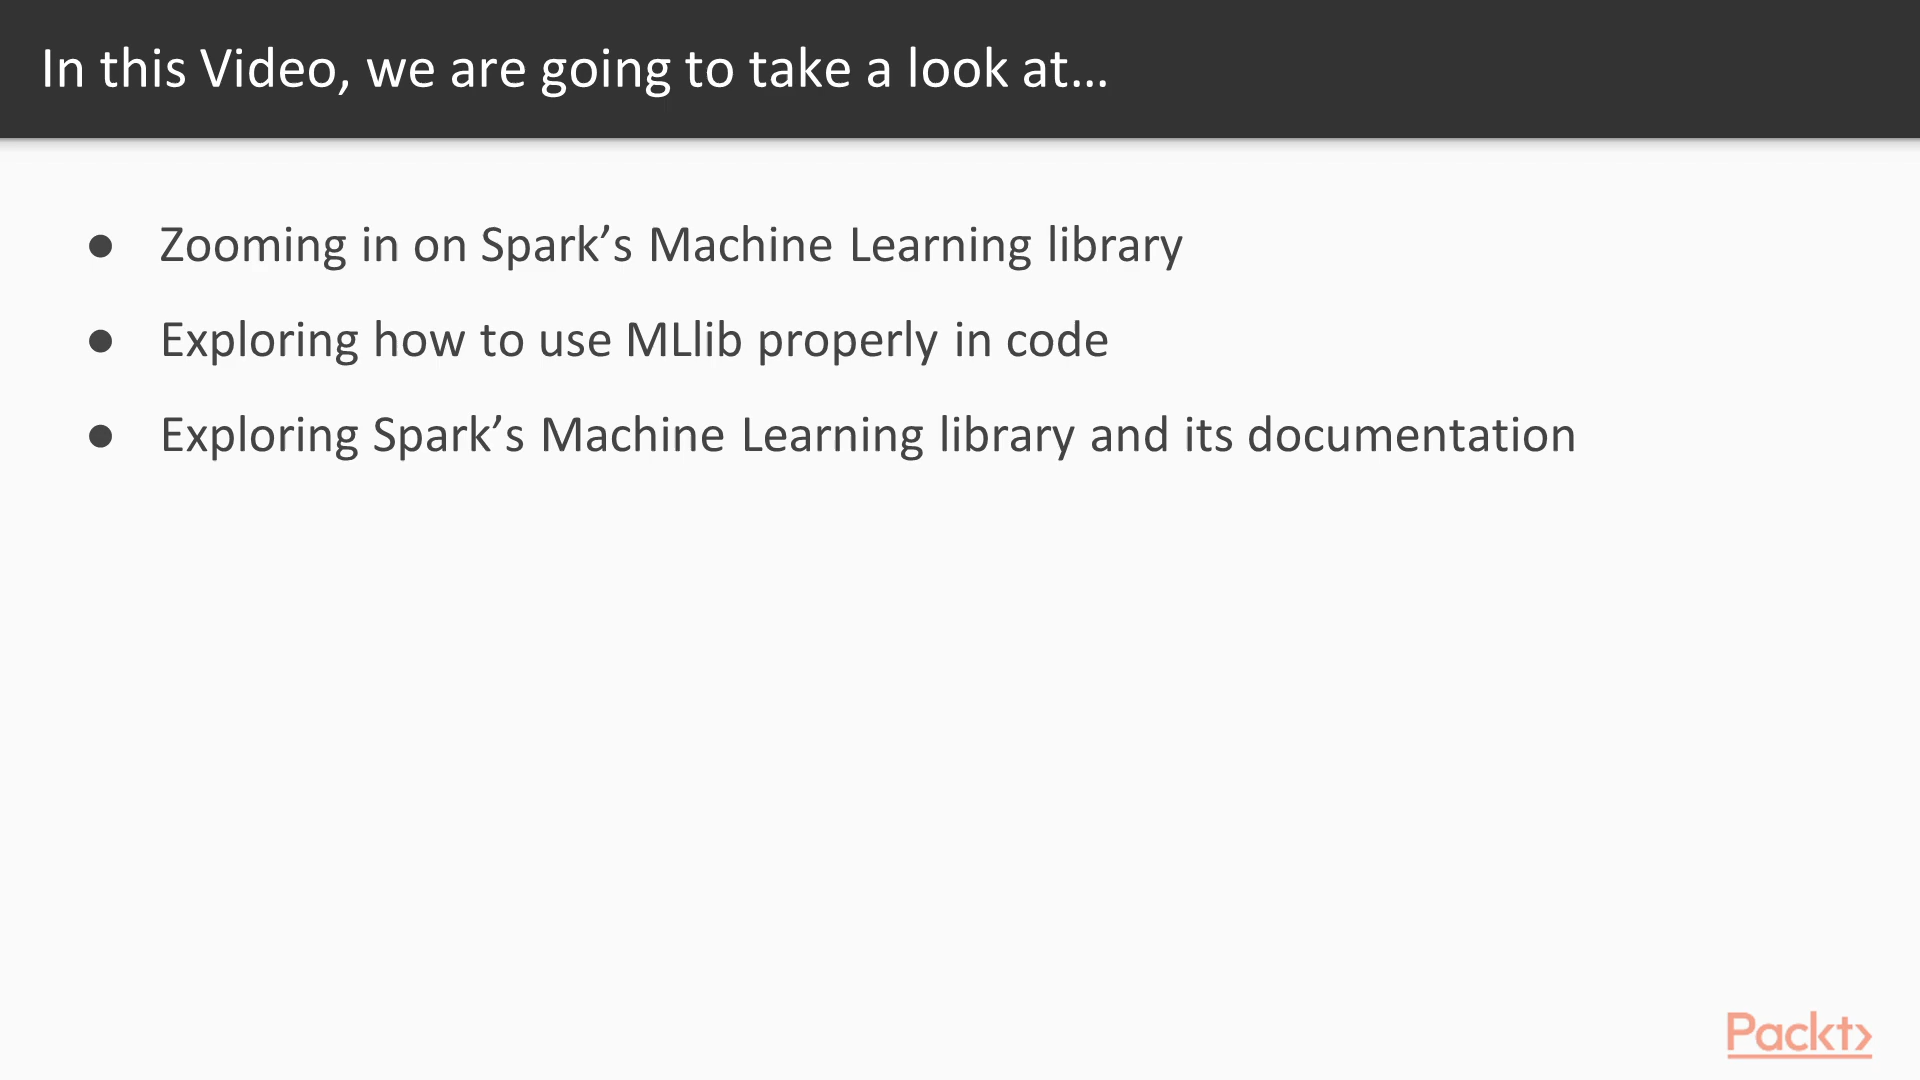 In this Video, we are going to take a look at…
● Zooming in on Spark’s Machine Learning library
● Exploring how to use MLlib properly in code
● Exploring Spark’s Machine Learning library and its documentation
Packt>